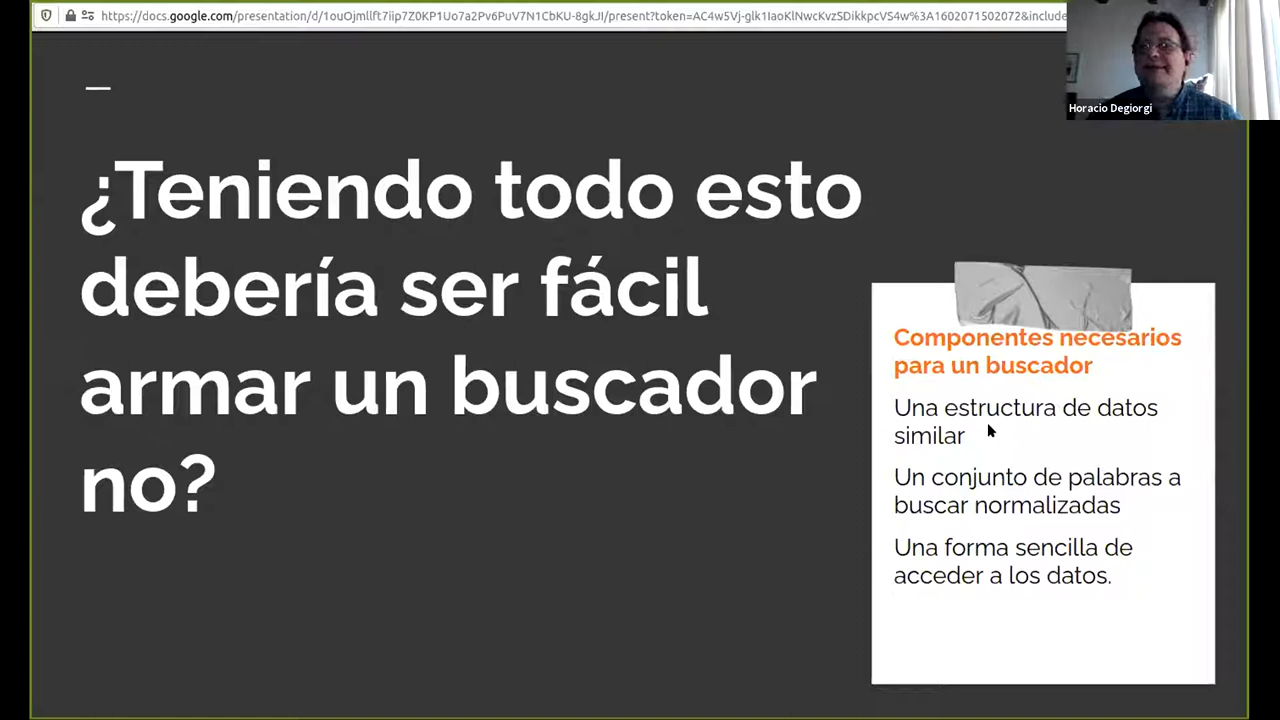 https://docs.google.com/presentation/d/1ouOjmllft7iip7Z0KP1Uo7a2Pv6PuV7N1CbKU-8gkJI/present?token=AC4w5Vj-glk1IaoKlNwcKvzSDikkpcVS4w%3A1602071502072&include
Horacio Degiorgi
¿Teniendo todo esto
debería ser fácil
armar un buscador
no?
Componentes necesarios
para un buscador
Una estructura de datos
similar
Un conjunto de palabras a
buscar normalizadas
Una forma sencilla de
acceder a los datos.